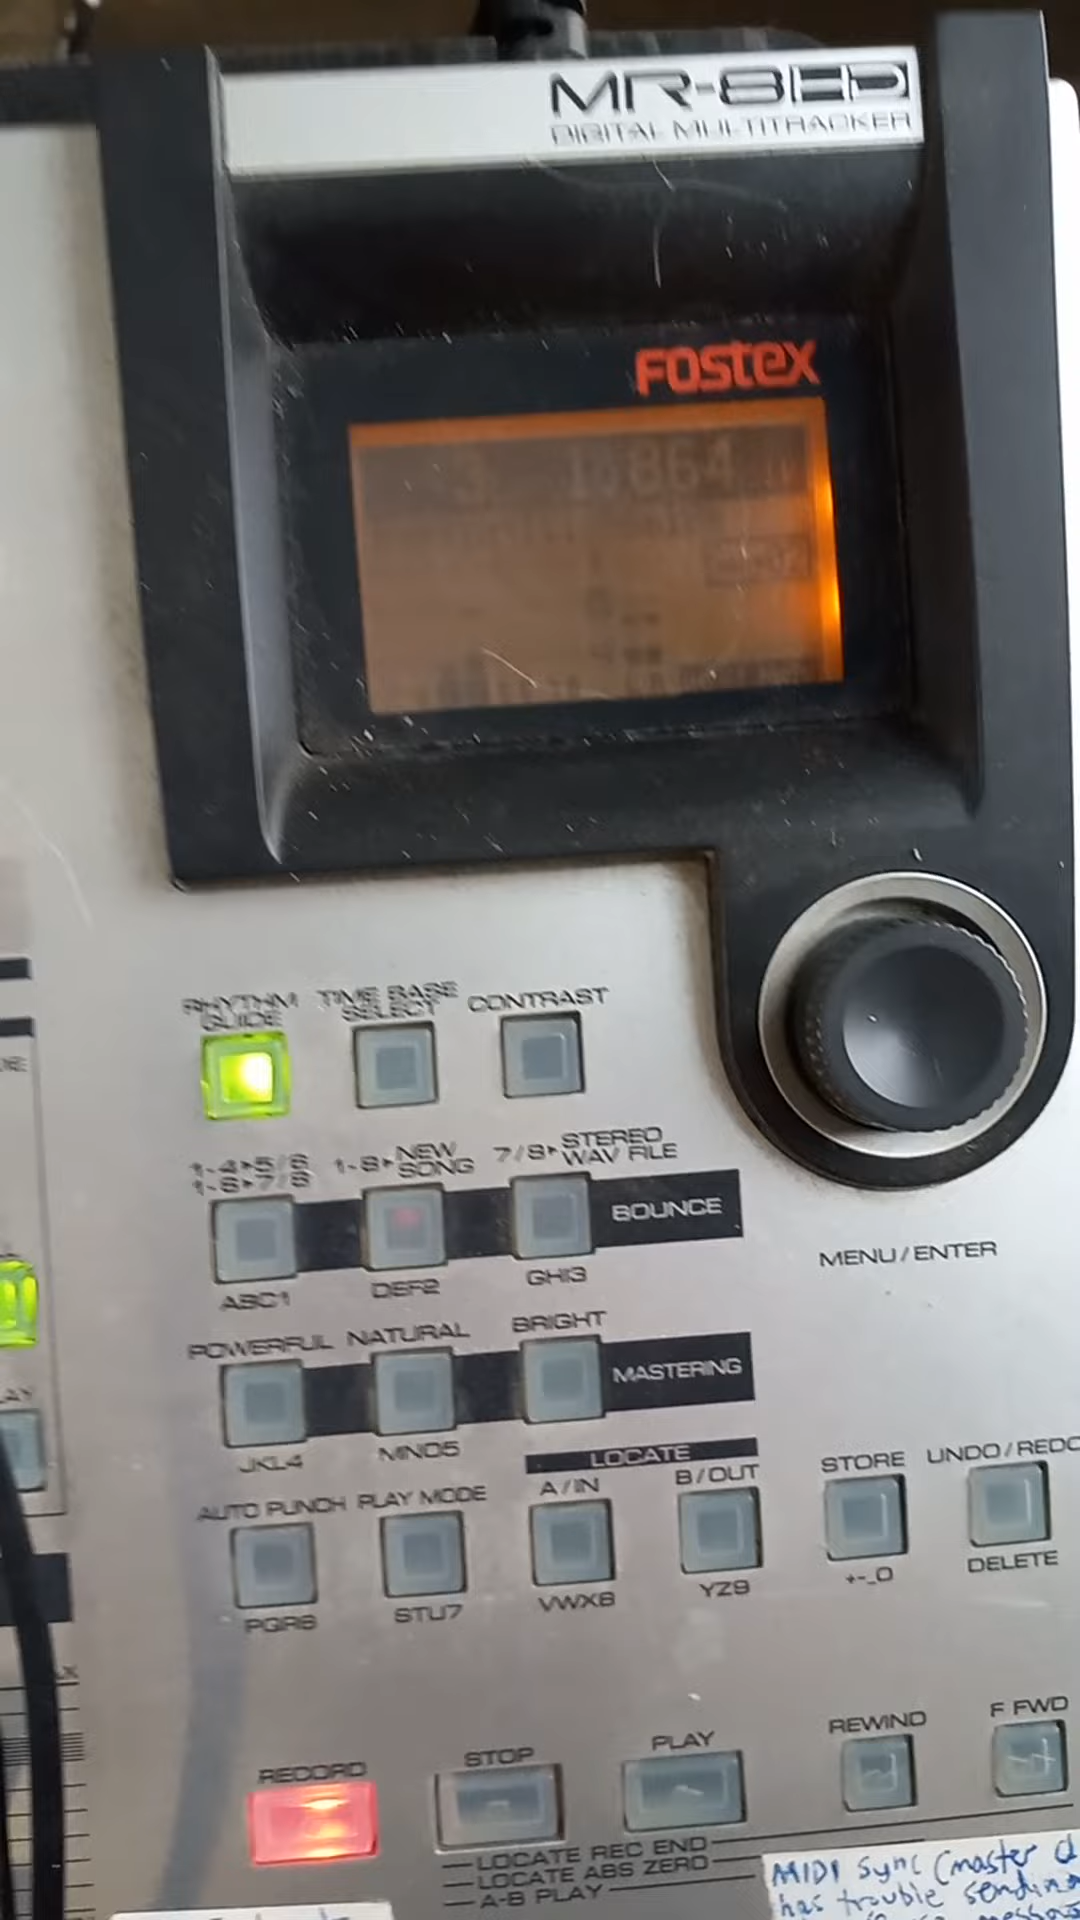 MR-8HD
DIGITAL MULTITRACKER
FOSTEX
864
RHYTHM GUIDE
TIME BASE SELECT
CONTRAST
1-4▸5/6
1-6▸7/8
1-8▸NEW SONG
7/8▸STEREO WAV FILE
BOUNCE
ABC1
DEF2
GHI3
MENU/ENTER
POWERFUL
NATURAL
BRIGHT
MASTERING
JKL4
MNO5
LOCATE
AUTO PUNCH
PLAY MODE
A/IN
B/OUT
STORE
UNDO/REDO
PQR6
STU7
VWX8
YZ9
+-_0
DELETE
RECORD
STOP
PLAY
REWIND
F FWD
LOCATE REC END
LOCATE ABS ZERO
A-B PLAY
MIDI sync (master
has trouble sending